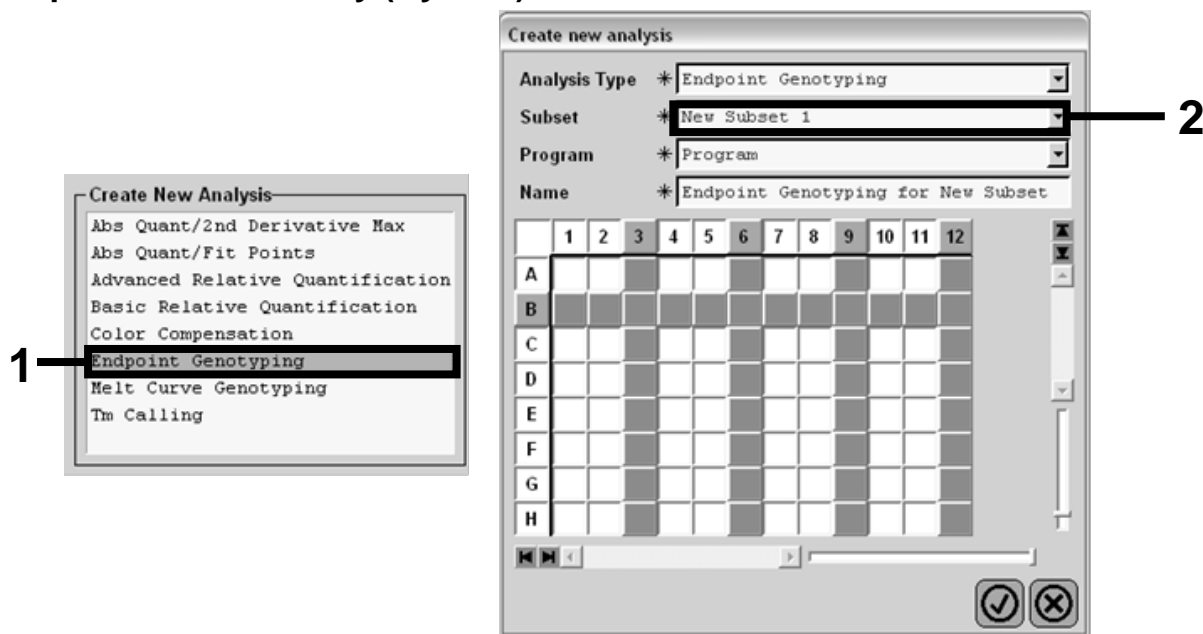 Create new analysis
Analysis Type * Endpoint Genotyping
Subset * New Subset 1
2
Program * Program
Name * Endpoint Genotyping for New Subset
Create New Analysis
Abs Quant/2nd Derivative Max
Abs Quant/Fit Points
Advanced Relative Quantification
Basic Relative Quantification
Color Compensation
1
Endpoint Genotyping
Melt Curve Genotyping
Tm Calling
1 2 3 4 5 6 7 8 9 10 11 12
A
B
C
D
E
F
G
H